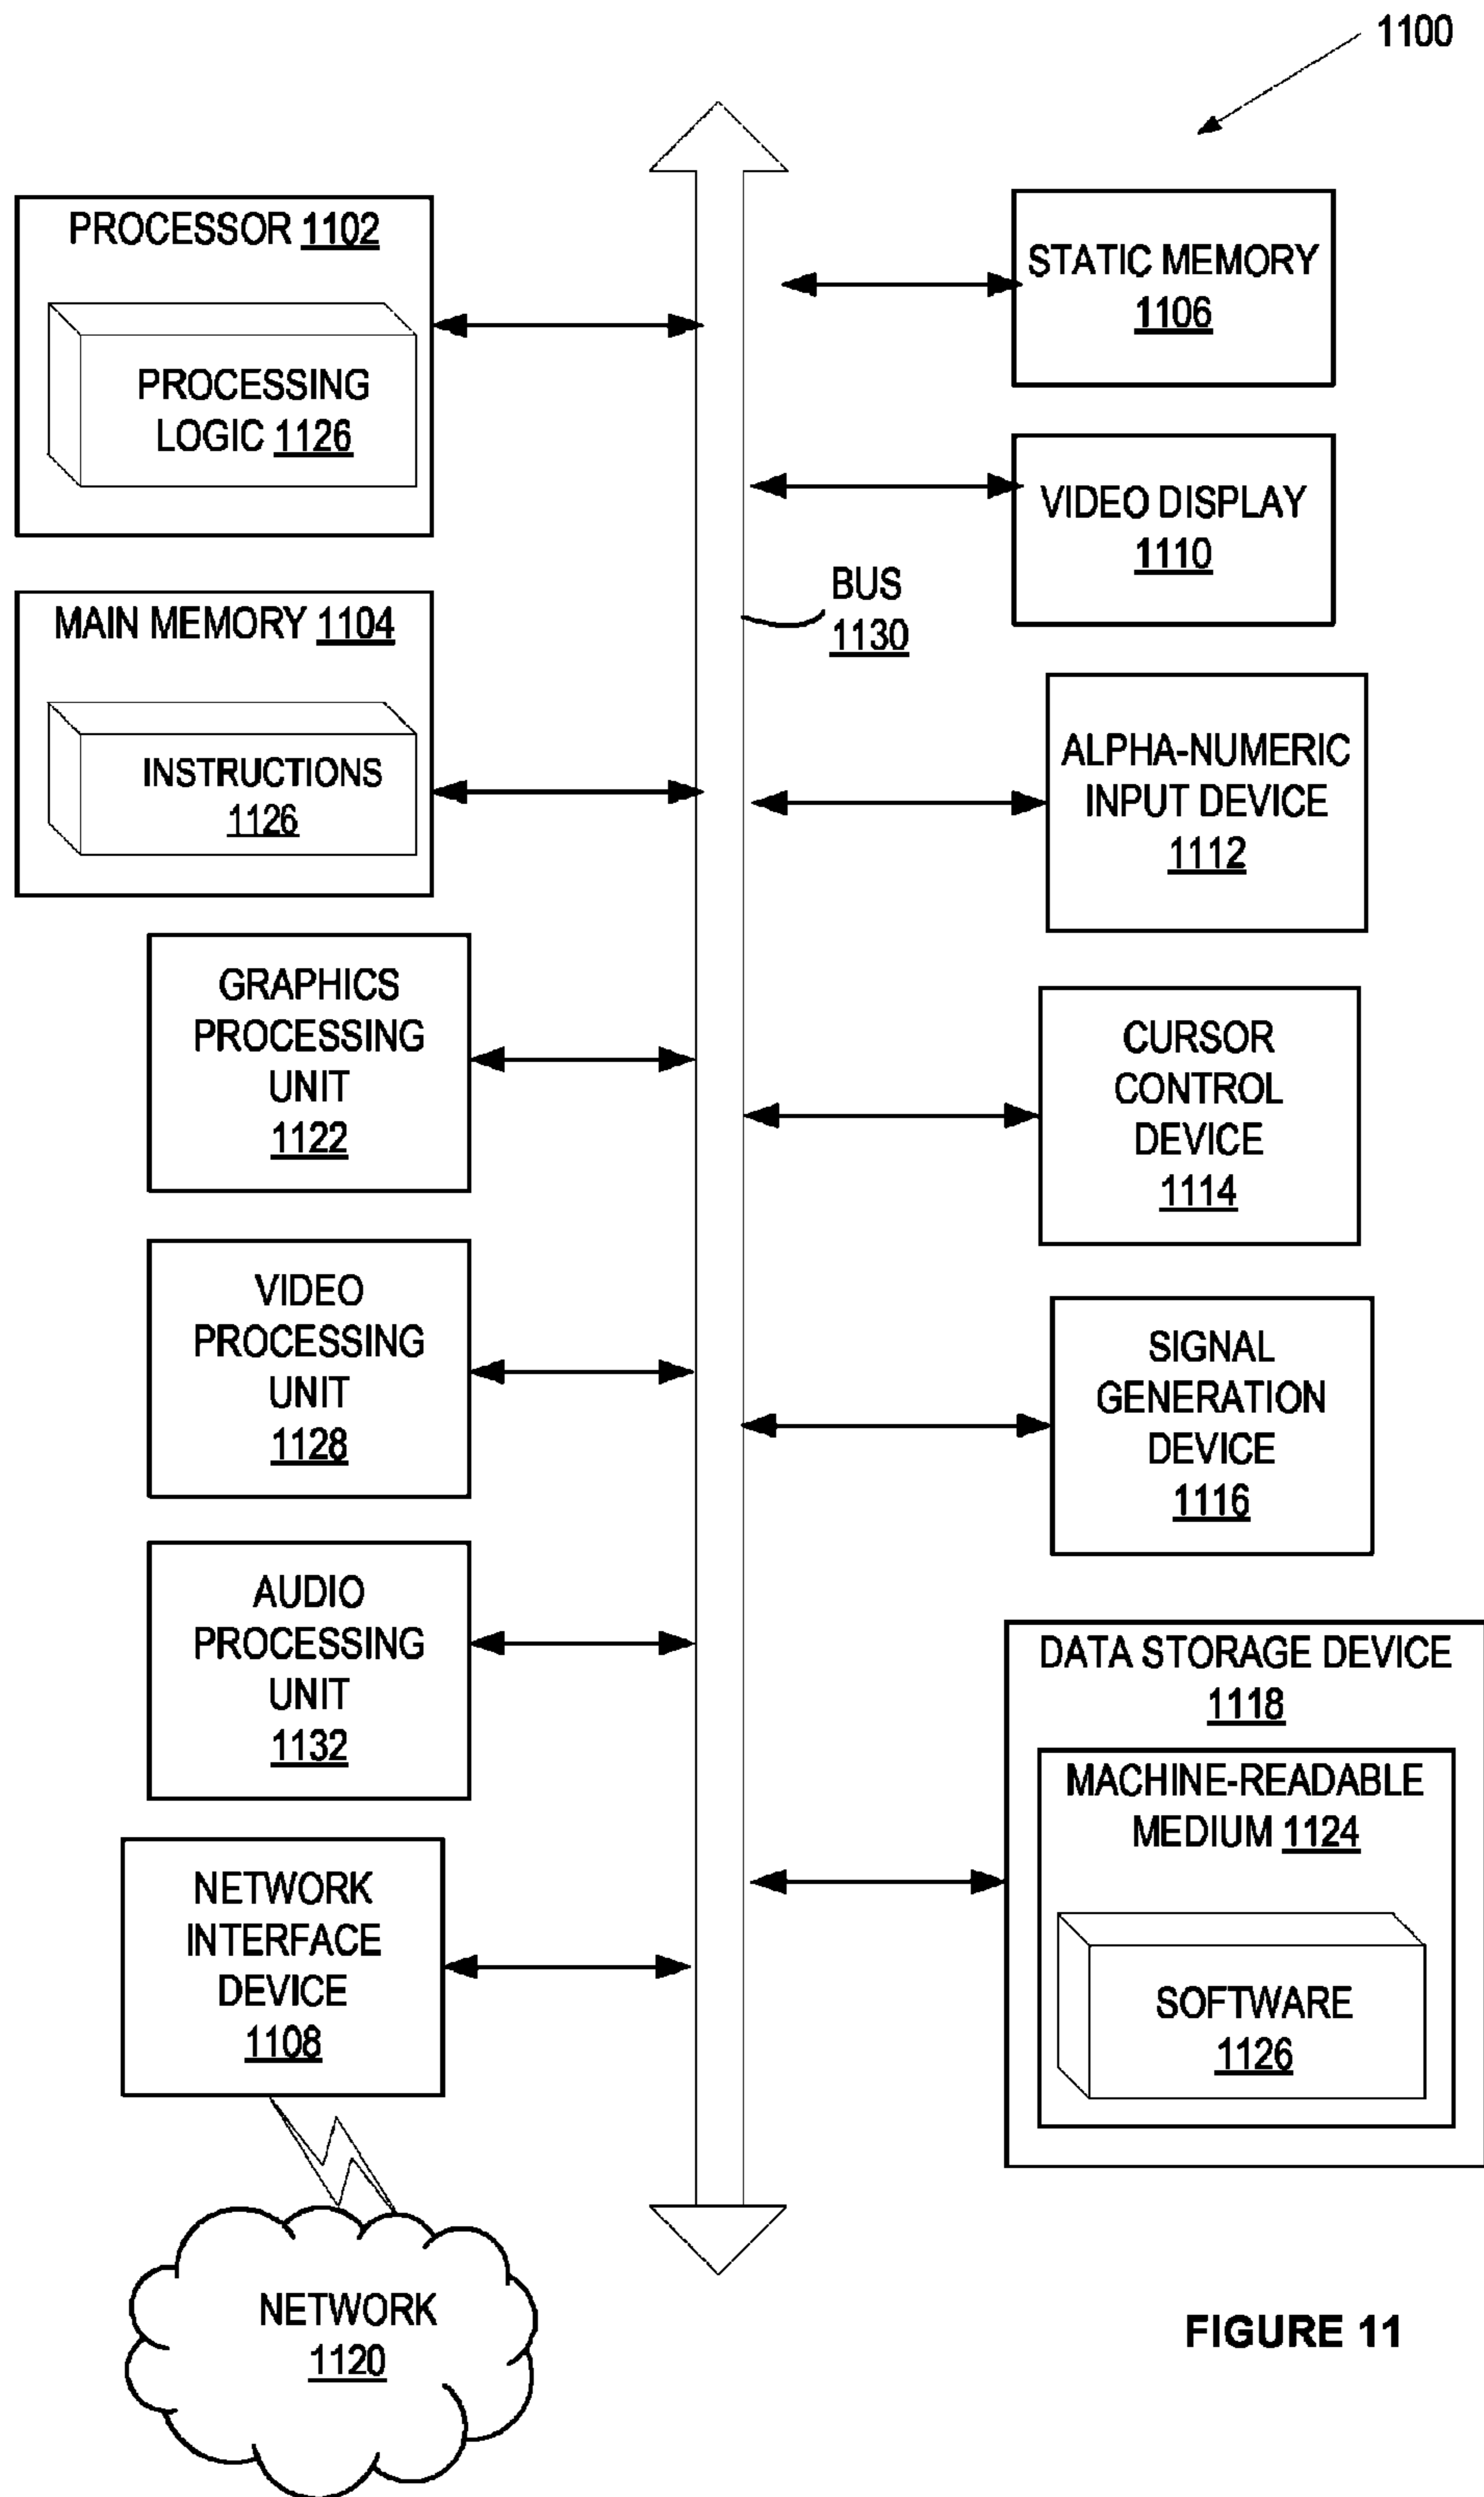 1100
PROCESSOR 1102
PROCESSING
LOGIC 1126
MAIN MEMORY 1104
INSTRUCTIONS
1126
GRAPHICS
PROCESSING
UNIT
1122
VIDEO
PROCESSING
UNIT
1128
AUDIO
PROCESSING
UNIT
1132
NETWORK
INTERFACE
DEVICE
1108
NETWORK
1120
BUS
1130
STATIC MEMORY
1106
VIDEO DISPLAY
1110
ALPHA-NUMERIC
INPUT DEVICE
1112
CURSOR
CONTROL
DEVICE
1114
SIGNAL
GENERATION
DEVICE
1116
DATA STORAGE DEVICE
1118
MACHINE-READABLE
MEDIUM 1124
SOFTWARE
1126
FIGURE 11